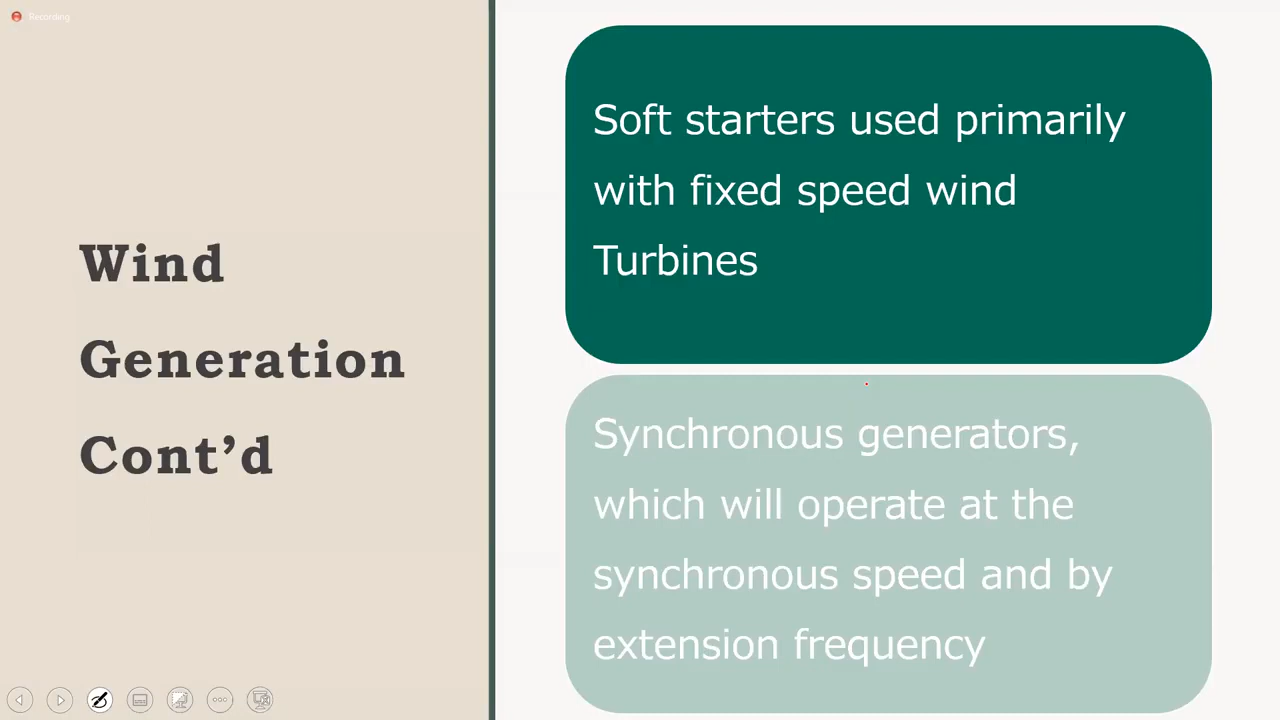 Recording
Wind
Generation
Cont’d
Soft starters used primarily
with fixed speed wind
Turbines
Synchronous generators,
which will operate at the
synchronous speed and by
extension frequency